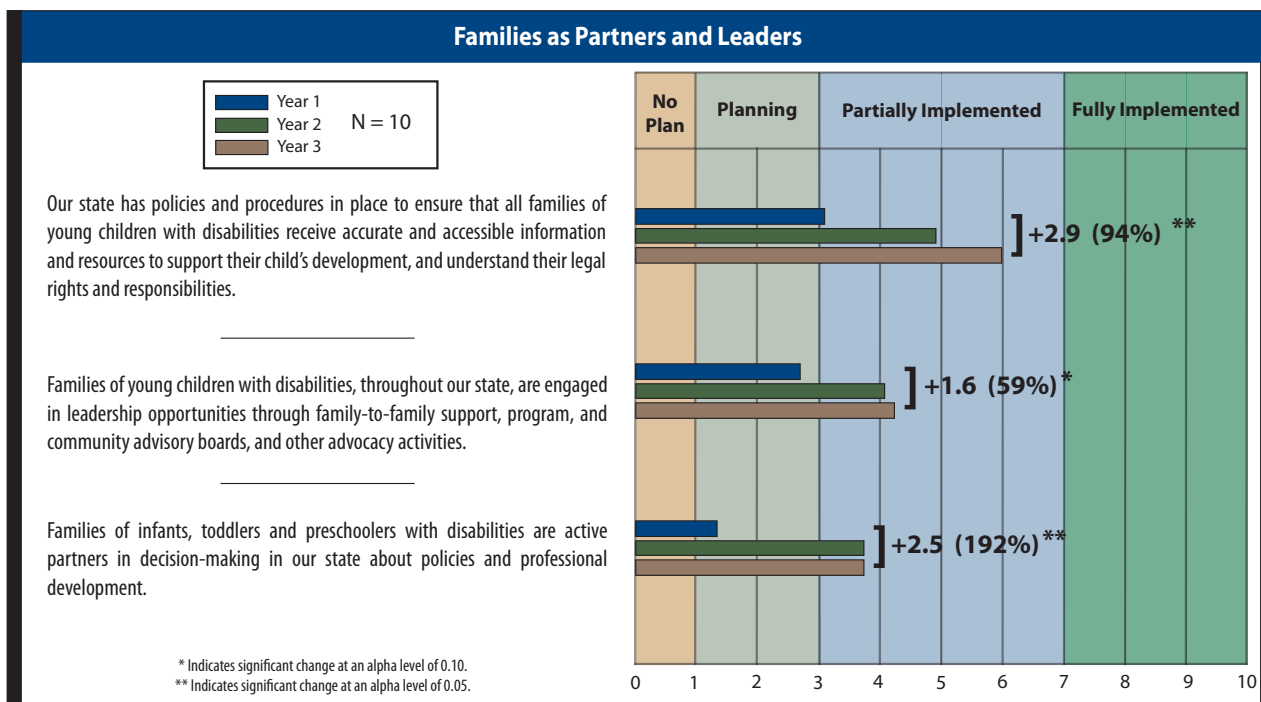 Families as Partners and Leaders
Year 1
Year 2
Year 3
N = 10
No
Plan
Planning
Partially Implemented
Fully Implemented
Our state has policies and procedures in place to ensure that all families of
young children with disabilities receive accurate and accessible information
and resources to support their child’s development, and understand their legal
rights and responsibilities.
+2.9 (94%) **
Families of young children with disabilities, throughout our state, are engaged
in leadership opportunities through family-to-family support, program, and
community advisory boards, and other advocacy activities.
+1.6 (59%) *
Families of infants, toddlers and preschoolers with disabilities are active
partners in decision-making in our state about policies and professional
development.
+2.5 (192%) **
* Indicates significant change at an alpha level of 0.10.
** Indicates significant change at an alpha level of 0.05.
0 1 2 3 4 5 6 7 8 9 10